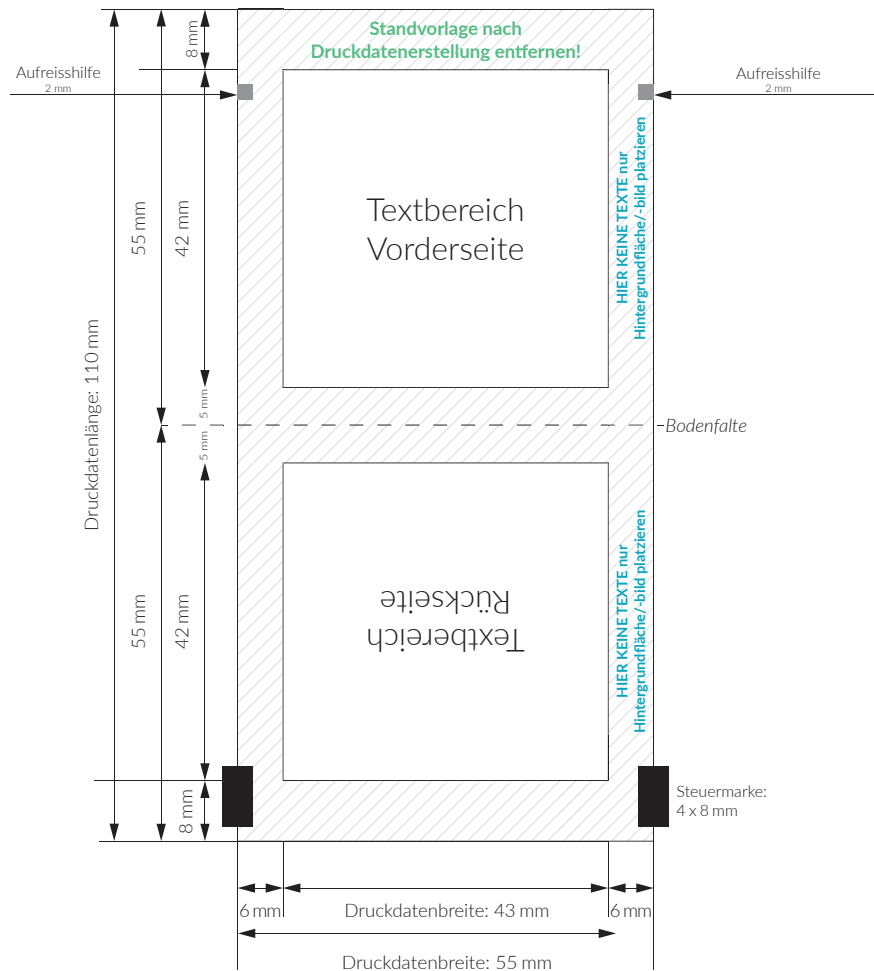 Standvorlage nach
Druckdatenerstellung entfernen!
8 mm
Aufreisshilfe
2 mm
Aufreisshilfe
2 mm
HIER KEINE TEXTE nur
Hintergrundfläche/-bild platzieren
Textbereich
Vorderseite
55 mm
42 mm
Druckdatenlänge: 110 mm
5 mm
5 mm
Bodenfalte
HIER KEINE TEXTE nur
Hintergrundfläche/-bild platzieren
Textbereich
Rückseite
55 mm
42 mm
8 mm
Steuermarke:
4 x 8 mm
6 mm
Druckdatenbreite: 43 mm
6 mm
Druckdatenbreite: 55 mm